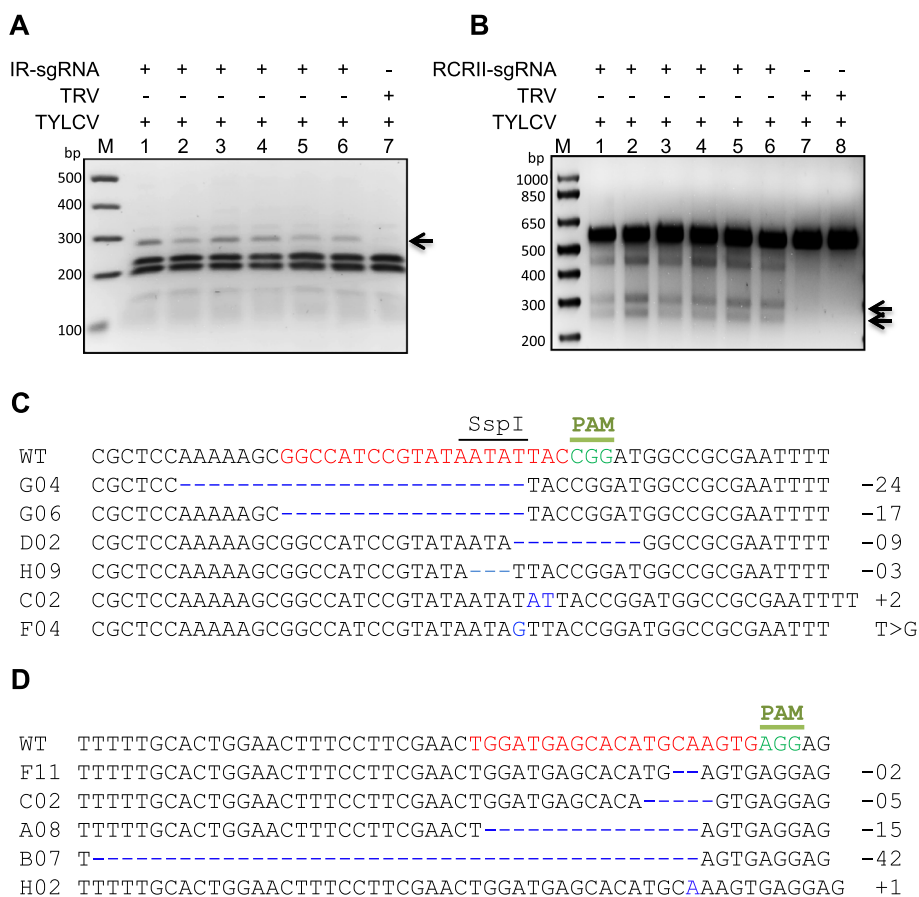 A
IR-sgRNA + + + + + + -
TRV - - - - - - +
TYLCV + + + + + + +
bp M 1 2 3 4 5 6 7
500
400
300
200
100
B
RCRII-sgRNA + + + + + + - -
TRV - - - - - - + +
TYLCV + + + + + + + +
bp M 1 2 3 4 5 6 7 8
1000
850
650
500
400
300
200
C
SspI PAM
WT CGCTCCAAAAAGCGGCCATCCGTATAATATTACCGGATGGCCGCGAATTTT
G04 CGCTCC------------------------TACCGGATGGCCGCGAATTTT -24
G06 CGCTCCAAAAAGC-----------------TACCGGATGGCCGCGAATTTT -17
D02 CGCTCCAAAAAGCGGCCATCCGTATAATA---------GGCCGCGAATTTT -09
H09 CGCTCCAAAAAGCGGCCATCCGTATA---TTACCGGATGGCCGCGAATTTT -03
C02 CGCTCCAAAAAGCGGCCATCCGTATAATATATTACCGGATGGCCGCGAATTTT +2
F04 CGCTCCAAAAAGCGGCCATCCGTATAATAGTTACCGGATGGCCGCGAATTT T>G
D
PAM
WT TTTTTGCACTGGAACTTTCCTTCGAACTGGATGAGCACATGCAAGTGAGGAG
F11 TTTTTGCACTGGAACTTTCCTTCGAACTGGATGAGCACATG--AGTGAGGAG -02
C02 TTTTTGCACTGGAACTTTCCTTCGAACTGGATGAGCACA-----GTGAGGAG -05
A08 TTTTTGCACTGGAACTTTCCTTCGAACT---------------AGTGAGGAG -15
B07 T------------------------------------------AGTGAGGAG -42
H02 TTTTTGCACTGGAACTTTCCTTCGAACTGGATGAGCACATGCAAAGTGAGGAG +1